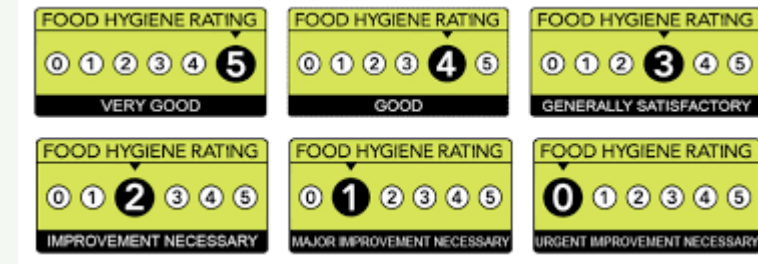 FOOD HYGIENE RATING
0 1 2 3 4 5
VERY GOOD
FOOD HYGIENE RATING
0 1 2 3 4 5
GOOD
FOOD HYGIENE RATING
0 1 2 3 4 5
GENERALLY SATISFACTORY
FOOD HYGIENE RATING
0 1 2 3 4 5
IMPROVEMENT NECESSARY
FOOD HYGIENE RATING
0 1 2 3 4 5
MAJOR IMPROVEMENT NECESSARY
FOOD HYGIENE RATING
0 1 2 3 4 5
URGENT IMPROVEMENT NECESSARY